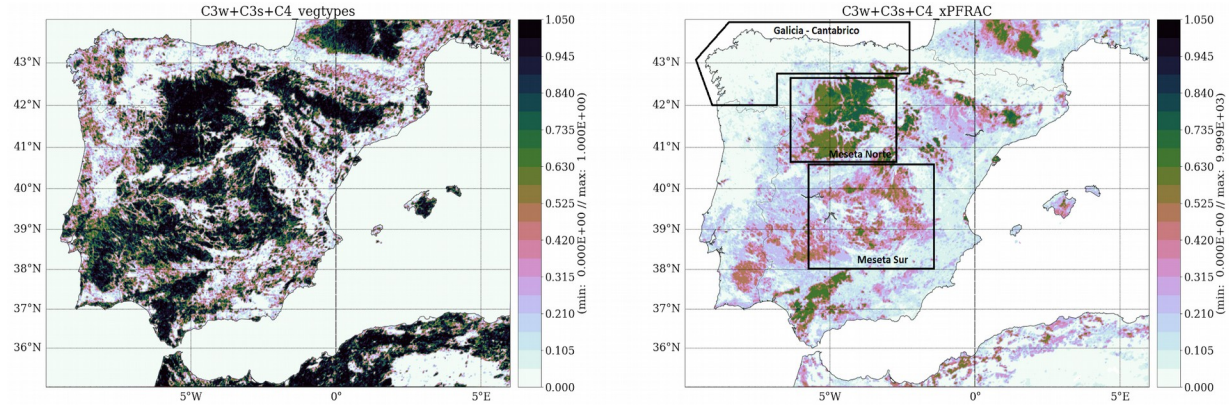 C3w+C3s+C4_vegtypes
43°N
42°N
41°N
40°N
39°N
38°N
37°N
36°N
5°W
0°
5°E
1.050
0.945
0.840
0.735
0.630
0.525
0.420
0.315
0.210
0.105
0.000
(min: 0.000E+00 // max: 1.000E+00)
C3w+C3s+C4_xPFRAC
Galicia - Cantabrico
Meseta Norte
Meseta Sur
43°N
42°N
41°N
40°N
39°N
38°N
37°N
36°N
5°W
0°
5°E
1.050
0.945
0.840
0.735
0.630
0.525
0.420
0.315
0.210
0.105
0.000
(min: 0.000E+00 // max: 9.999E+03)